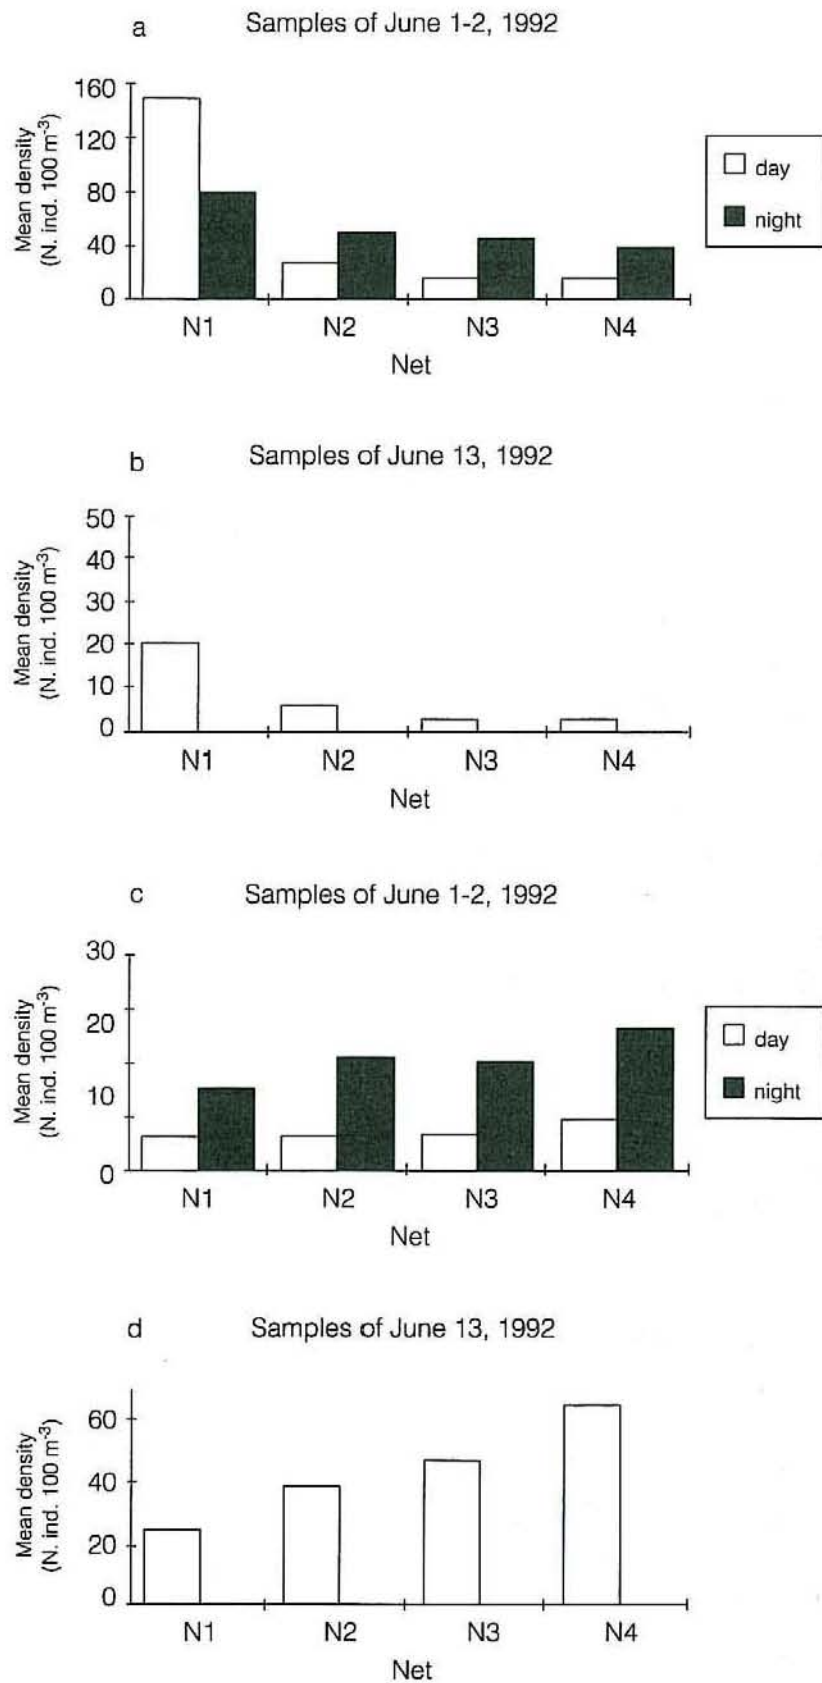 a Samples of June 1-2, 1992
Mean density
(N. ind. 100 m-3)
160
120
80
40
0
N1 N2 N3 N4
Net
day
night
b Samples of June 13, 1992
Mean density
(N. ind. 100 m-3)
50
40
30
20
10
0
N1 N2 N3 N4
Net
c Samples of June 1-2, 1992
Mean density
(N. ind. 100 m-3)
30
20
10
0
N1 N2 N3 N4
Net
day
night
d Samples of June 13, 1992
Mean density
(N. ind. 100 m-3)
60
40
20
0
N1 N2 N3 N4
Net